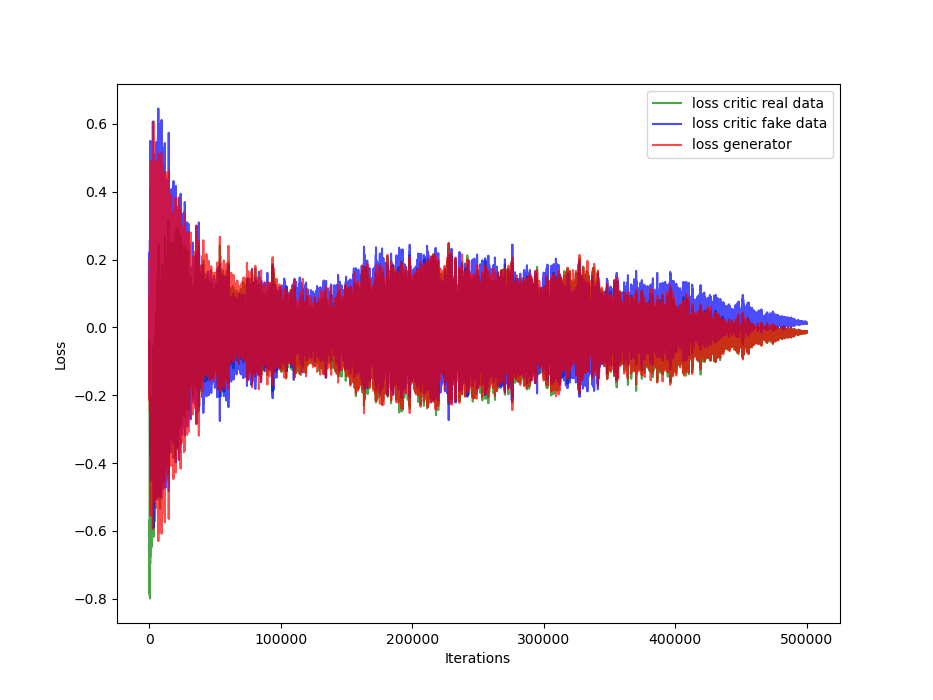 loss critic real data
loss critic fake data
loss generator
0.6
0.4
0.2
0.0
−0.2
−0.4
−0.6
−0.8
Loss
0 100000 200000 300000 400000 500000
Iterations